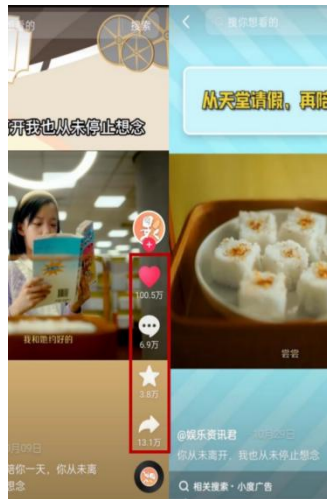 的
搜索
开我也从未停止想念
100.5万
6.9万
3.8万
13.1万
我和她约好的
月09日
陪你一天，你从未离
想念
搜你想看的
从天堂请假，再陪
岩岩
@娱乐资讯君
你从未离开，我也从未停止想念
相关搜索·小度广告